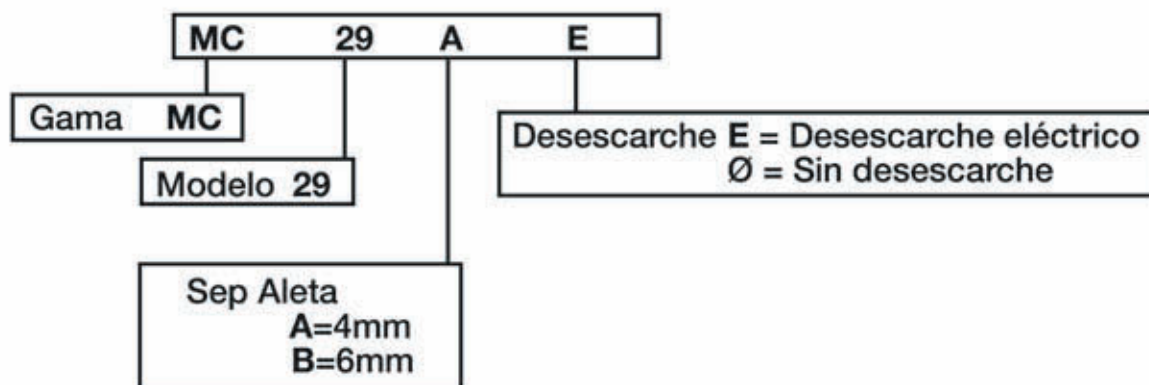 MC 29 A E
Gama MC
Desescarche E = Desescarche eléctrico
Ø = Sin desescarche
Modelo 29
Sep Aleta
A=4mm
B=6mm